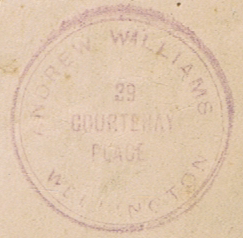 ANDREW WILLIAMS
29
COURTENAY
PLACE
WELLINGTON